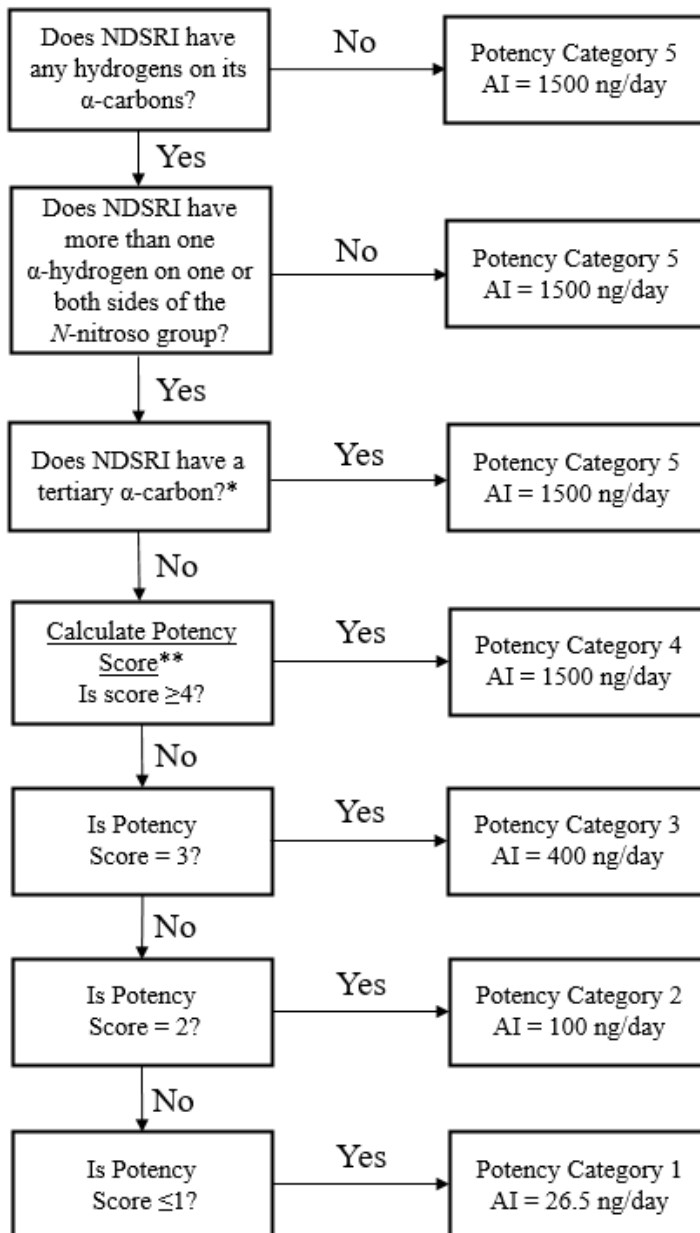 Does NDSRI have
any hydrogens on its
α-carbons?
No
Potency Category 5
AI = 1500 ng/day
Yes
Does NDSRI have
more than one
α-hydrogen on one or
both sides of the
N-nitroso group?
No
Potency Category 5
AI = 1500 ng/day
Yes
Does NDSRI have a
tertiary α-carbon?*
Yes
Potency Category 5
AI = 1500 ng/day
No
Calculate Potency
Score**
Is score ≥4?
Yes
Potency Category 4
AI = 1500 ng/day
No
Is Potency
Score = 3?
Yes
Potency Category 3
AI = 400 ng/day
No
Is Potency
Score = 2?
Yes
Potency Category 2
AI = 100 ng/day
No
Is Potency
Score ≤1?
Yes
Potency Category 1
AI = 26.5 ng/day